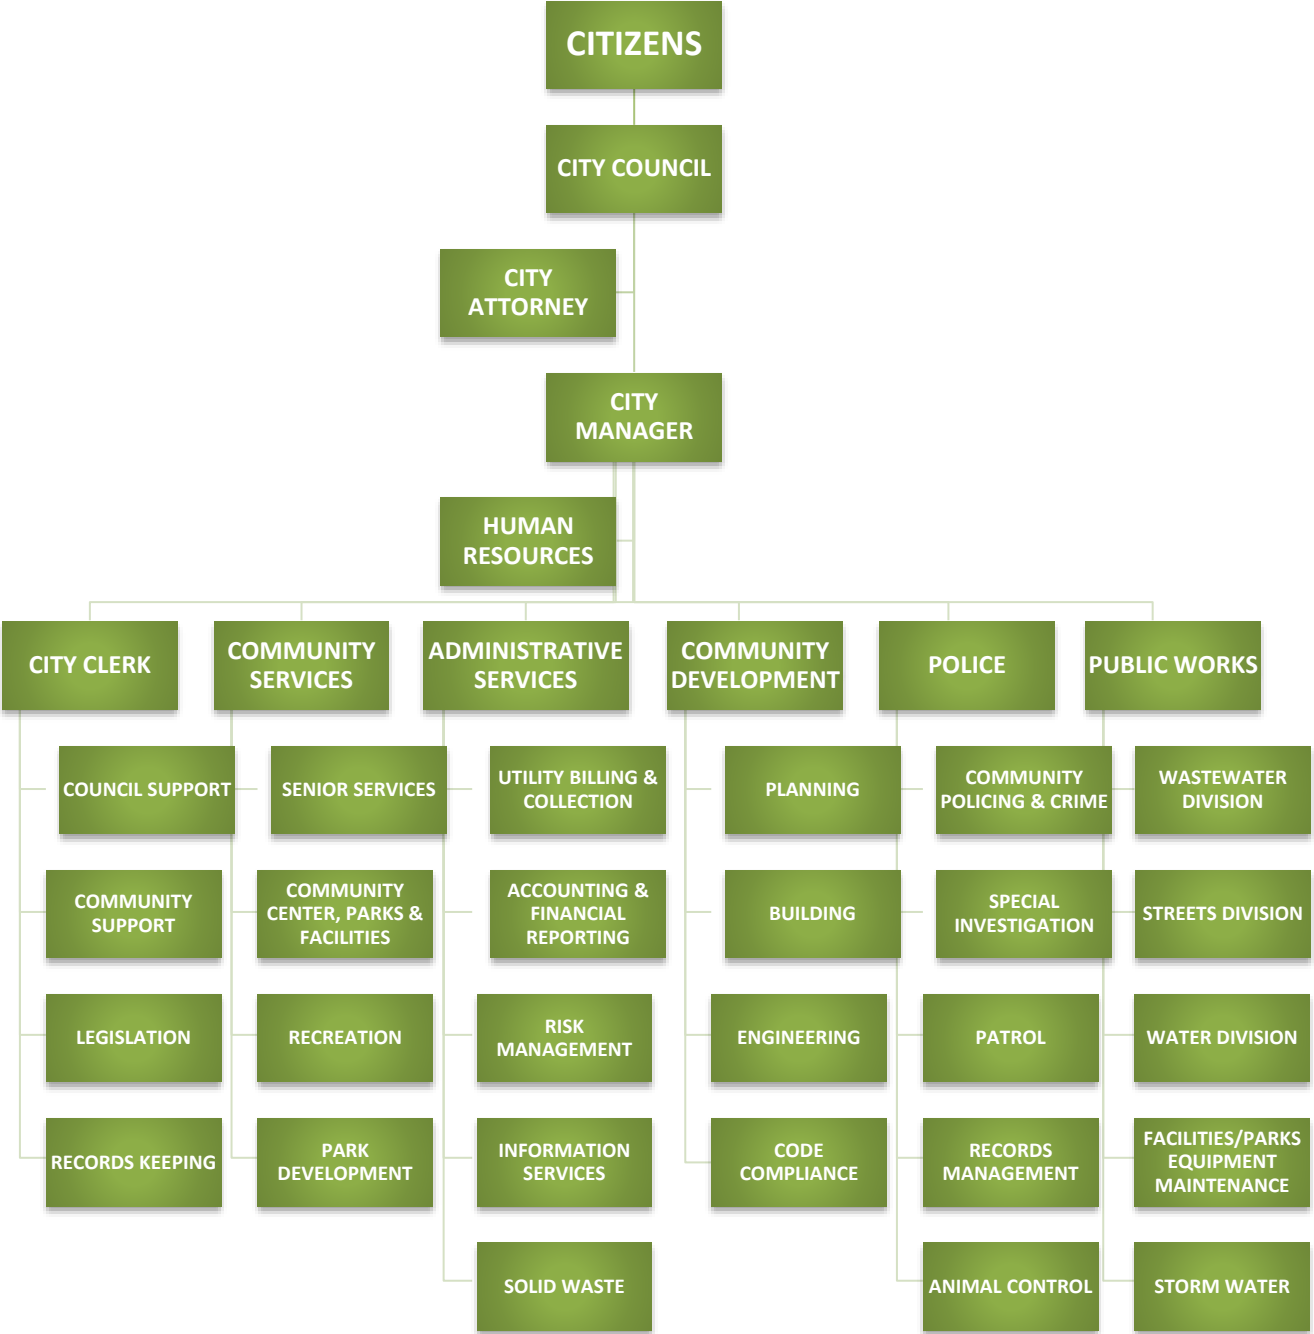 CITIZENS
CITY COUNCIL
CITY
ATTORNEY
CITY
MANAGER
HUMAN
RESOURCES
CITY CLERK
COMMUNITY
SERVICES
ADMINISTRATIVE
SERVICES
COMMUNITY
DEVELOPMENT
POLICE
PUBLIC WORKS
COUNCIL SUPPORT
SENIOR SERVICES
UTILITY BILLING &
COLLECTION
PLANNING
COMMUNITY
POLICING & CRIME
WASTEWATER
DIVISION
COMMUNITY
SUPPORT
COMMUNITY
CENTER, PARKS &
FACILITIES
ACCOUNTING &
FINANCIAL
REPORTING
BUILDING
SPECIAL
INVESTIGATION
STREETS DIVISION
LEGISLATION
RECREATION
RISK
MANAGEMENT
ENGINEERING
PATROL
WATER DIVISION
RECORDS KEEPING
PARK
DEVELOPMENT
INFORMATION
SERVICES
CODE
COMPLIANCE
RECORDS
MANAGEMENT
FACILITIES/PARKS
EQUIPMENT
MAINTENANCE
SOLID WASTE
ANIMAL CONTROL
STORM WATER